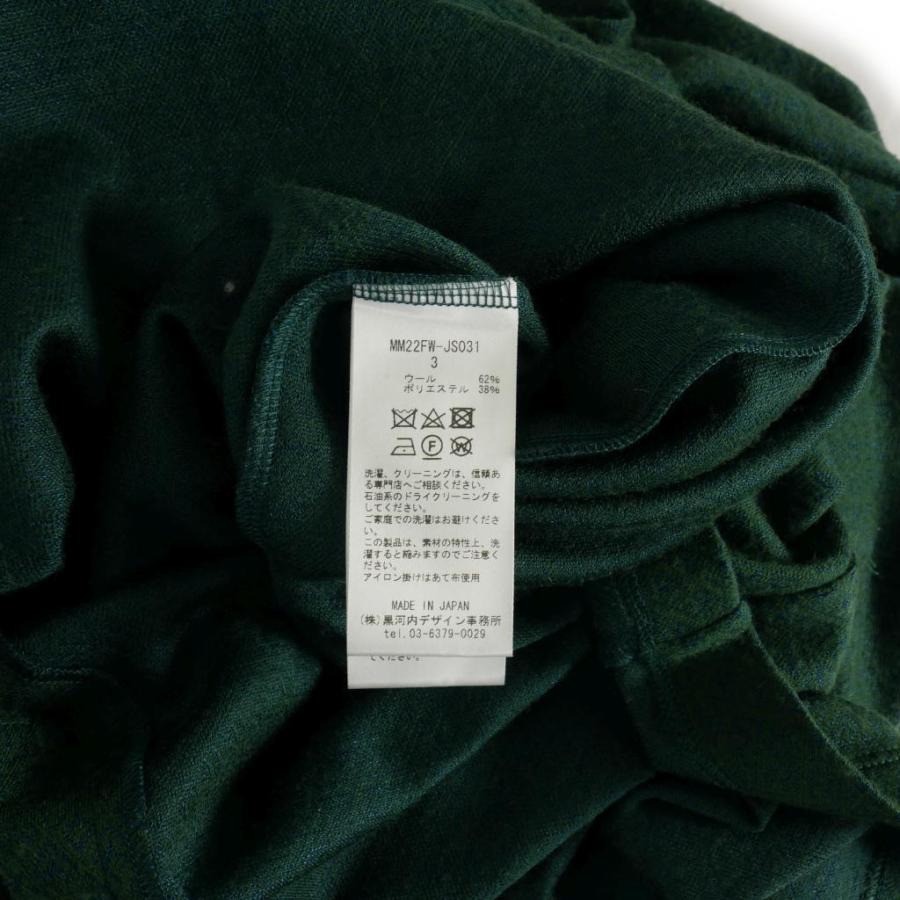 MM22FW-JS031
3
ウール 62%
ポリエステル 38%
F
W
洗濯、クリーニングは、信頼あ
る専門店へご相談ください。
石油系のドライクリーニングを
してください。
ご家庭での洗濯はお避けくださ
い。
この製品は、素材の特性上、洗
濯すると縮みますのでご注意く
ださい。
アイロン掛けはあて布使用
MADE IN JAPAN
(株)黒河内デザイン事務所
tel.03-6379-0029
てください。